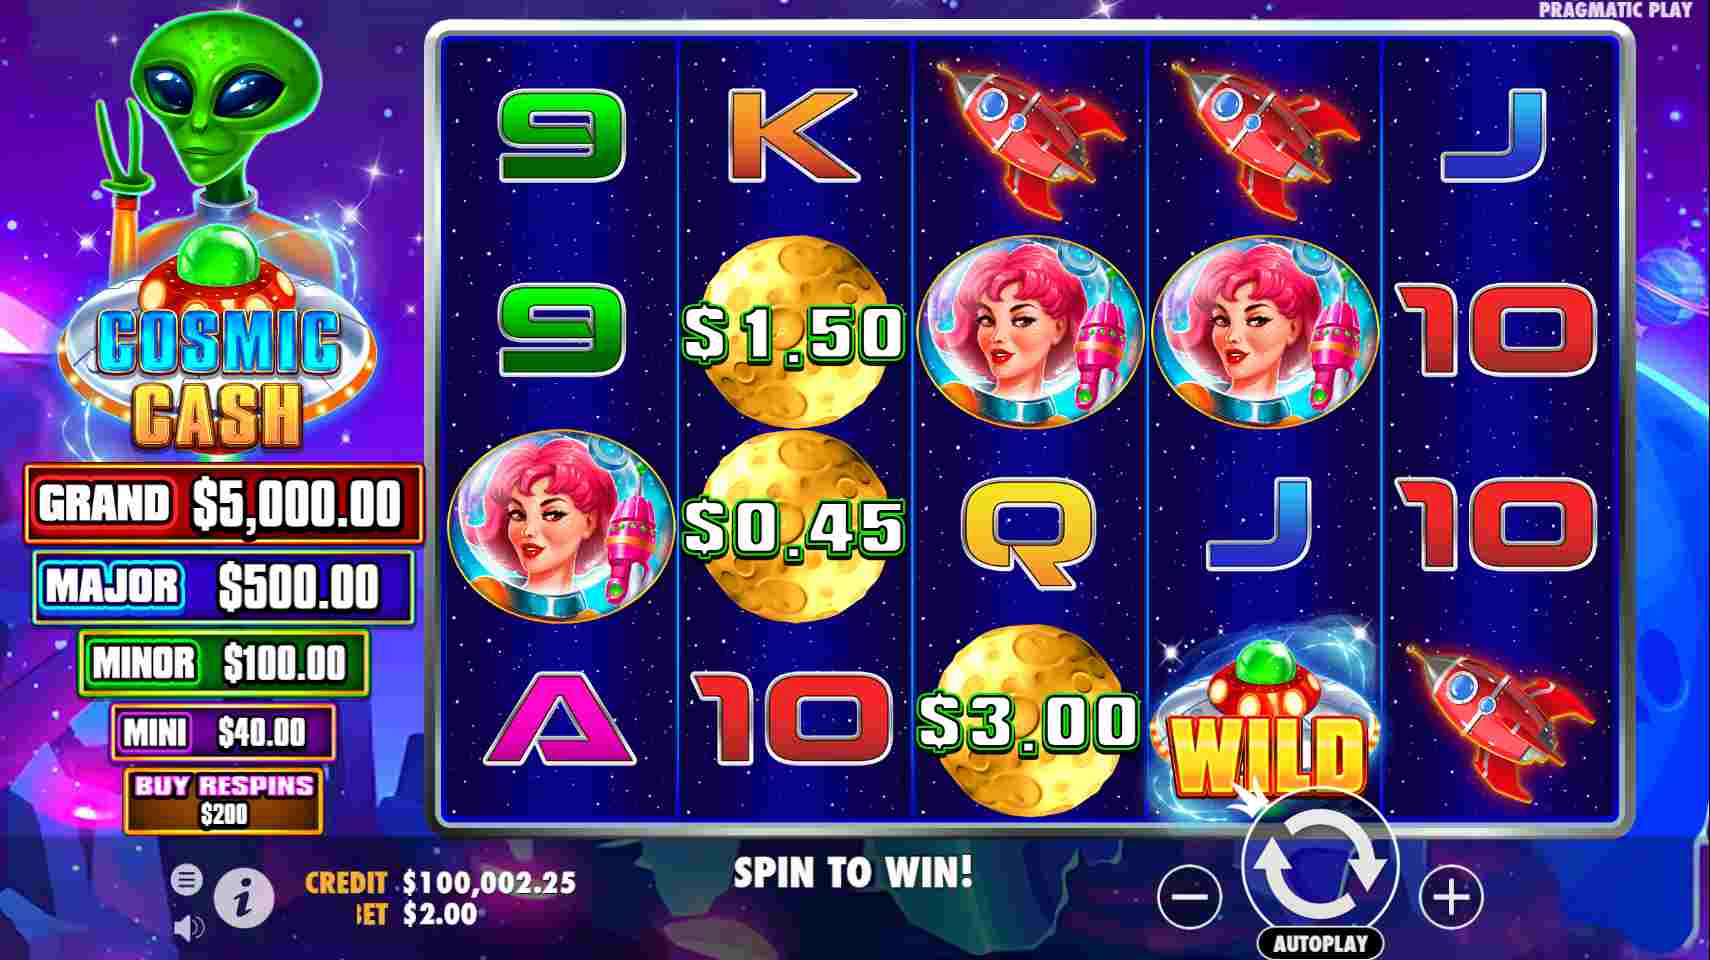 PRAGMATIC PLAY
9 K J
COSMIC
CASH
9 $1.50 10
GRAND $5,000.00
$0.45 Q J 10
MAJOR $500.00
MINOR $100.00
A 10 $3.00 WILD
MINI $40.00
BUY RESPINS
$200
SPIN TO WIN!
CREDIT $100,002.25
BET $2.00
AUTOPLAY